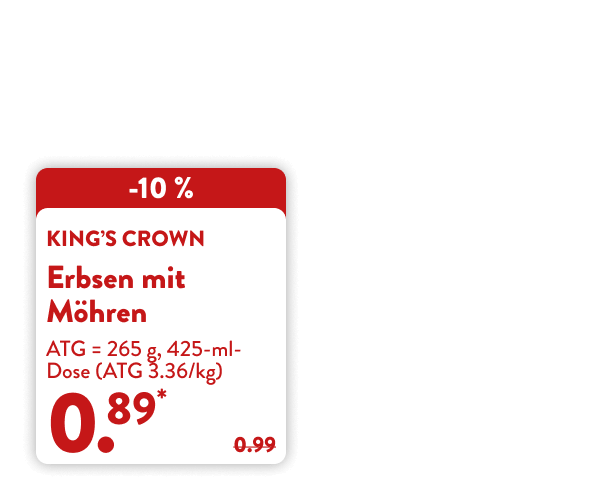 -10 %
KING’S CROWN
Erbsen mit
Möhren
ATG = 265 g, 425-ml-
Dose (ATG 3.36/kg)
0.89*
0.99